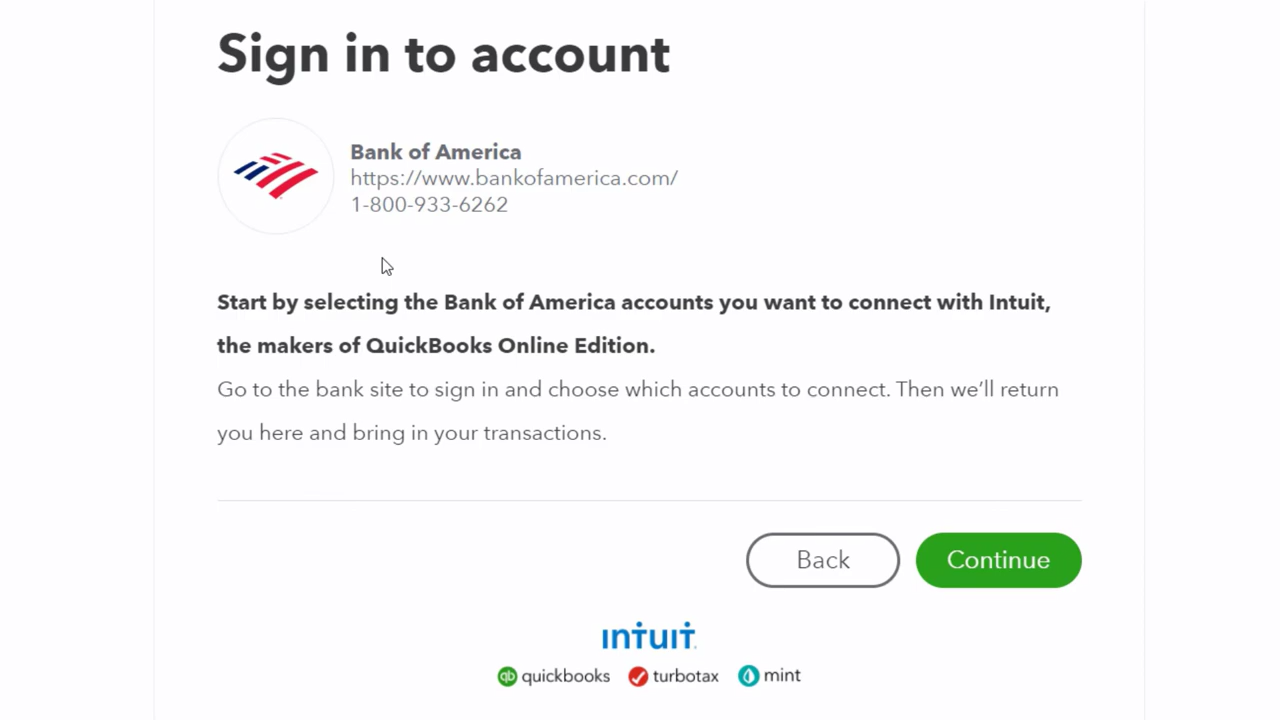 Sign in to account
Bank of America
https://www.bankofamerica.com/
1-800-933-6262
Start by selecting the Bank of America accounts you want to connect with Intuit,
the makers of QuickBooks Online Edition.
Go to the bank site to sign in and choose which accounts to connect. Then we’ll return
you here and bring in your transactions.
Back Continue
INTUIT
qb quickbooks turbotax mint